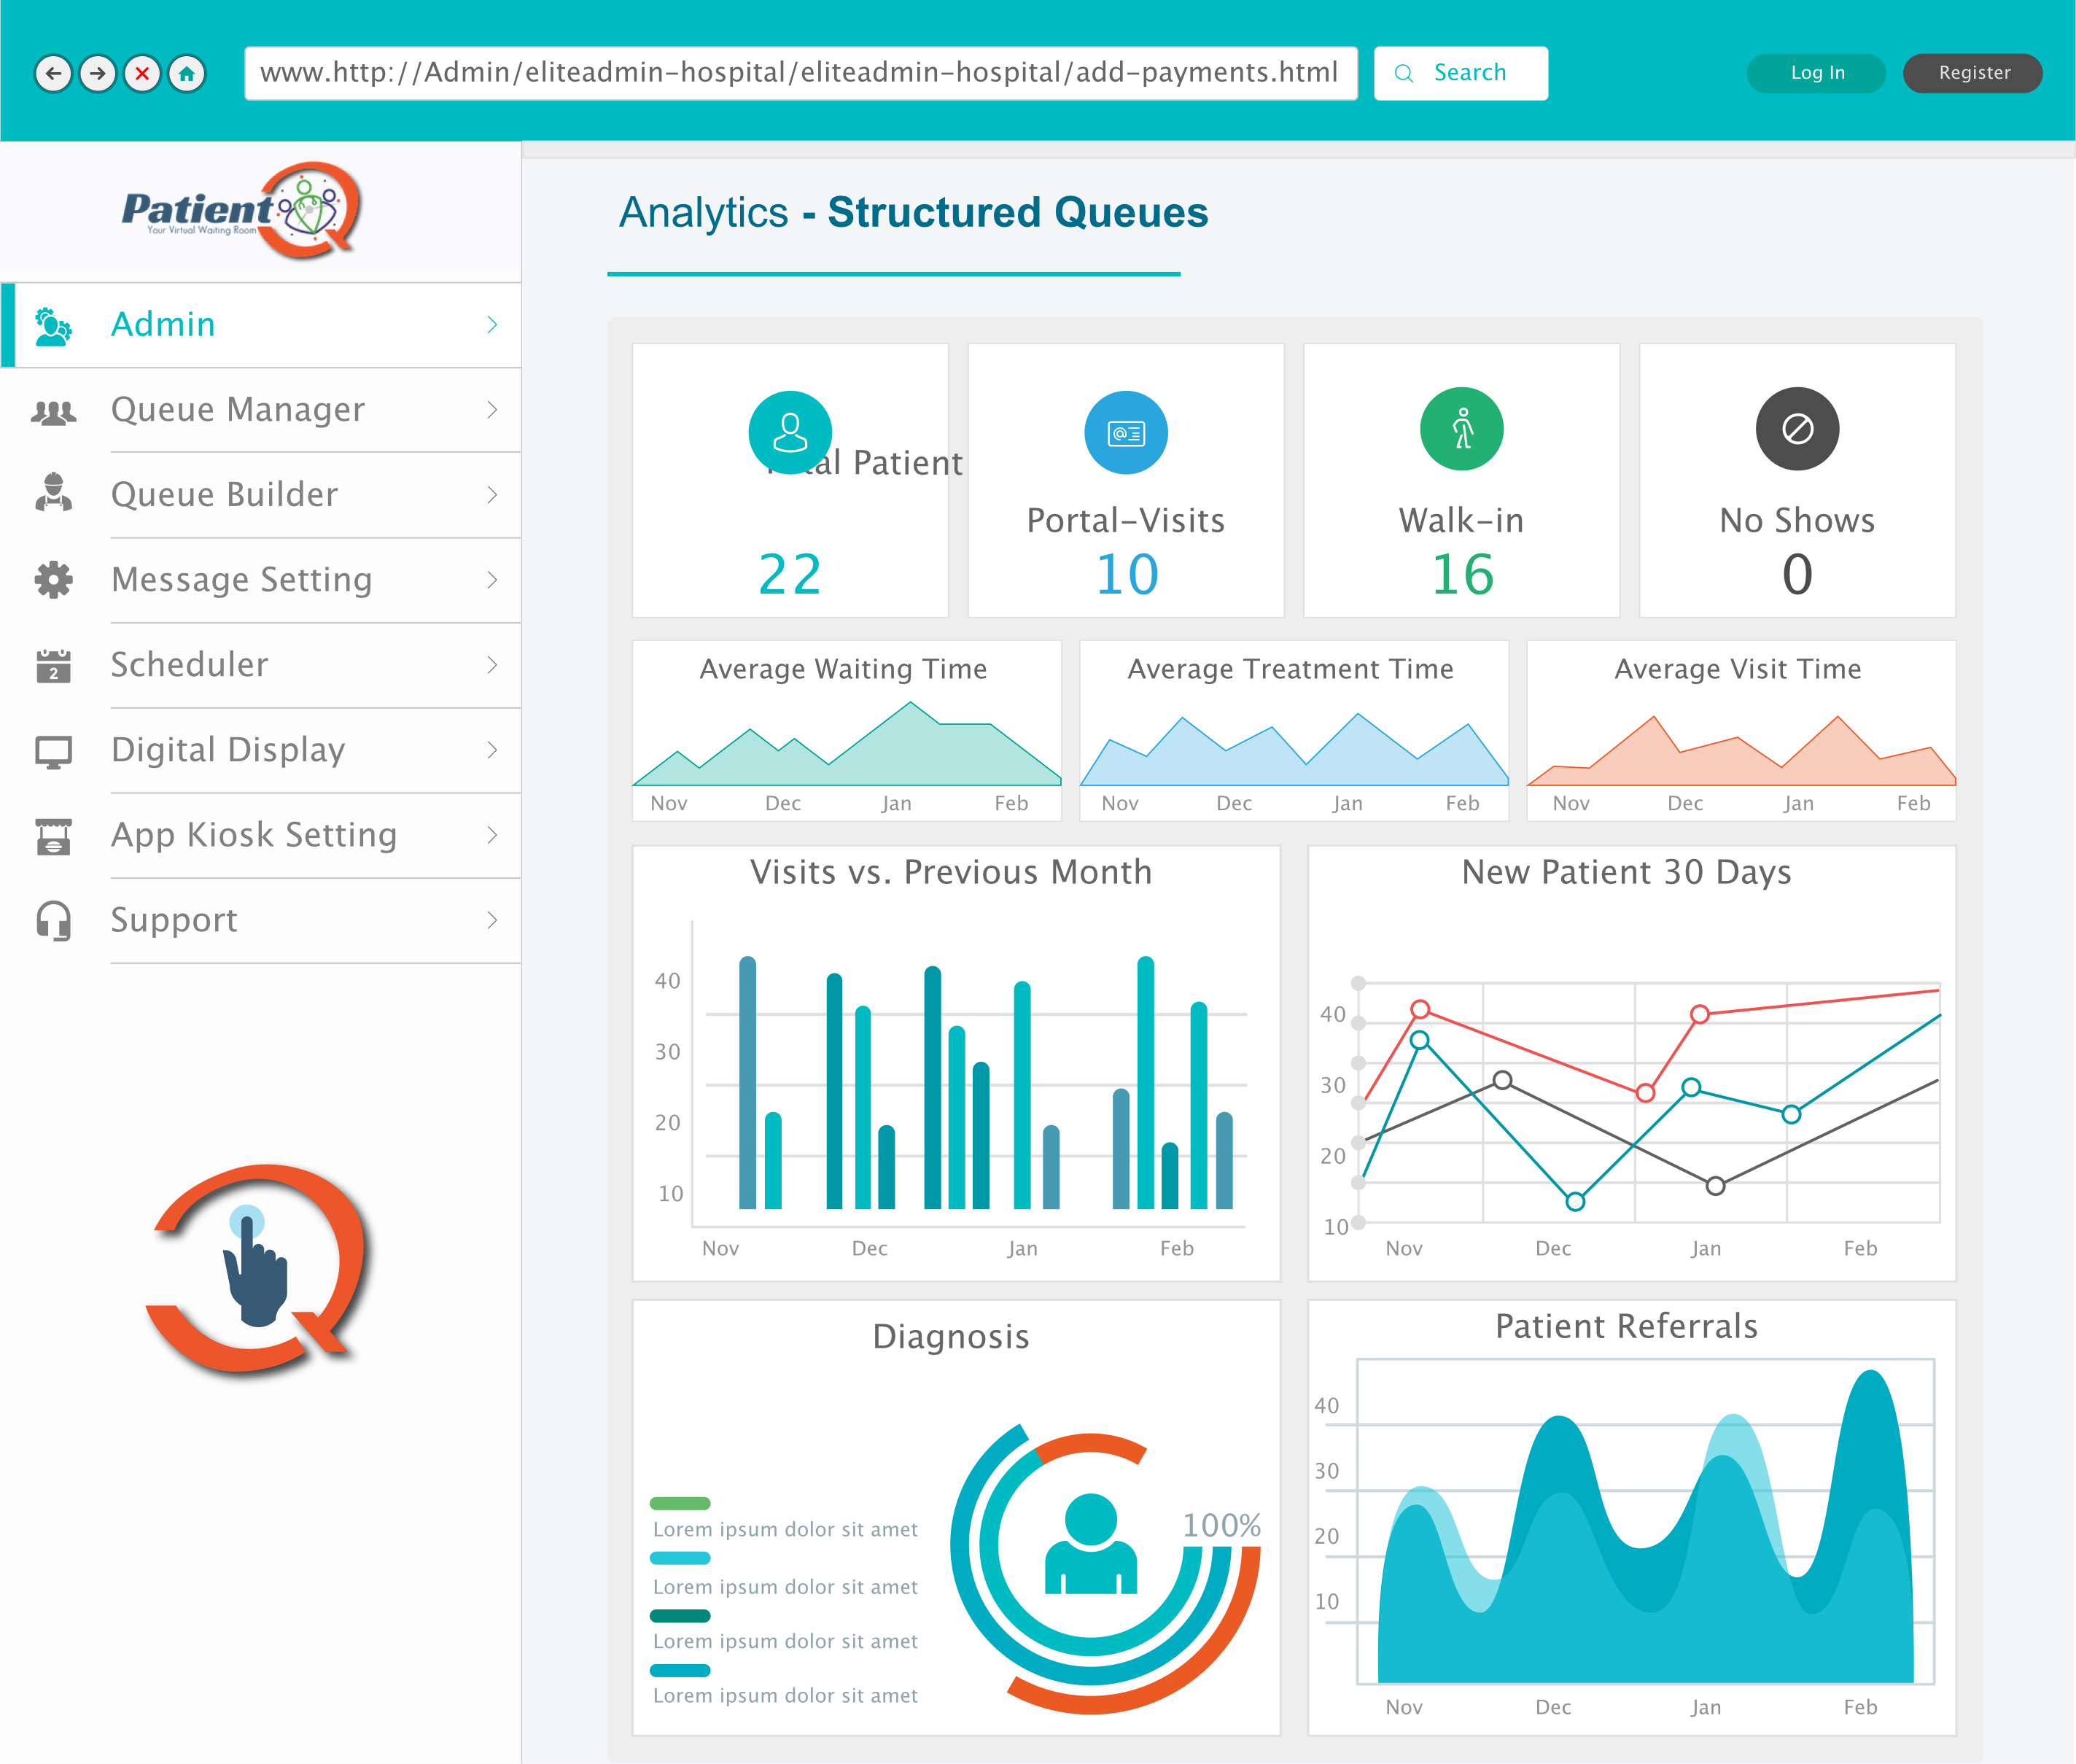 www.http://Admin/eliteadmin-hospital/eliteadmin-hospital/add-payments.html
Search
Log In
Register
Patient
Your Virtual Waiting Room
Admin
Queue Manager
Queue Builder
Message Setting
2
Scheduler
Digital Display
App Kiosk Setting
Support
Analytics - Structured Queues
Patient
22
Portal-Visits
10
Walk-in
16
No Shows
0
Average Waiting Time
Nov Dec Jan Feb
Average Treatment Time
Nov Dec Jan Feb
Average Visit Time
Nov Dec Jan Feb
Visits vs. Previous Month
40
30
20
10
Nov Dec Jan Feb
New Patient 30 Days
40
30
20
10
Nov Dec Jan Feb
Diagnosis
100%
Lorem ipsum dolor sit amet
Lorem ipsum dolor sit amet
Lorem ipsum dolor sit amet
Lorem ipsum dolor sit amet
Patient Referrals
40
30
20
10
Nov Dec Jan Feb